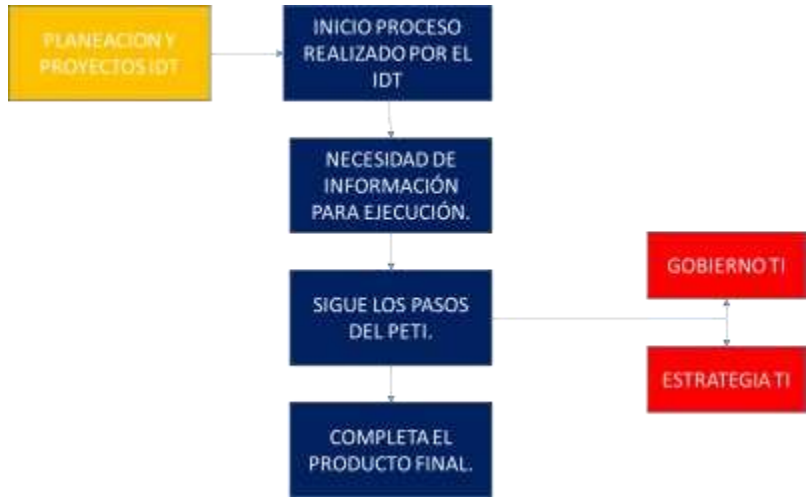 PLANEACION Y
PROYECTOS IDT
INICIO PROCESO
REALIZADO POR EL
IDT
NECESIDAD DE
INFORMACIÓN
PARA EJECUCIÓN.
GOBIERNO TI
SIGUE LOS PASOS
DEL PETI.
ESTRATEGIA TI
COMPLETA EL
PRODUCTO FINAL.